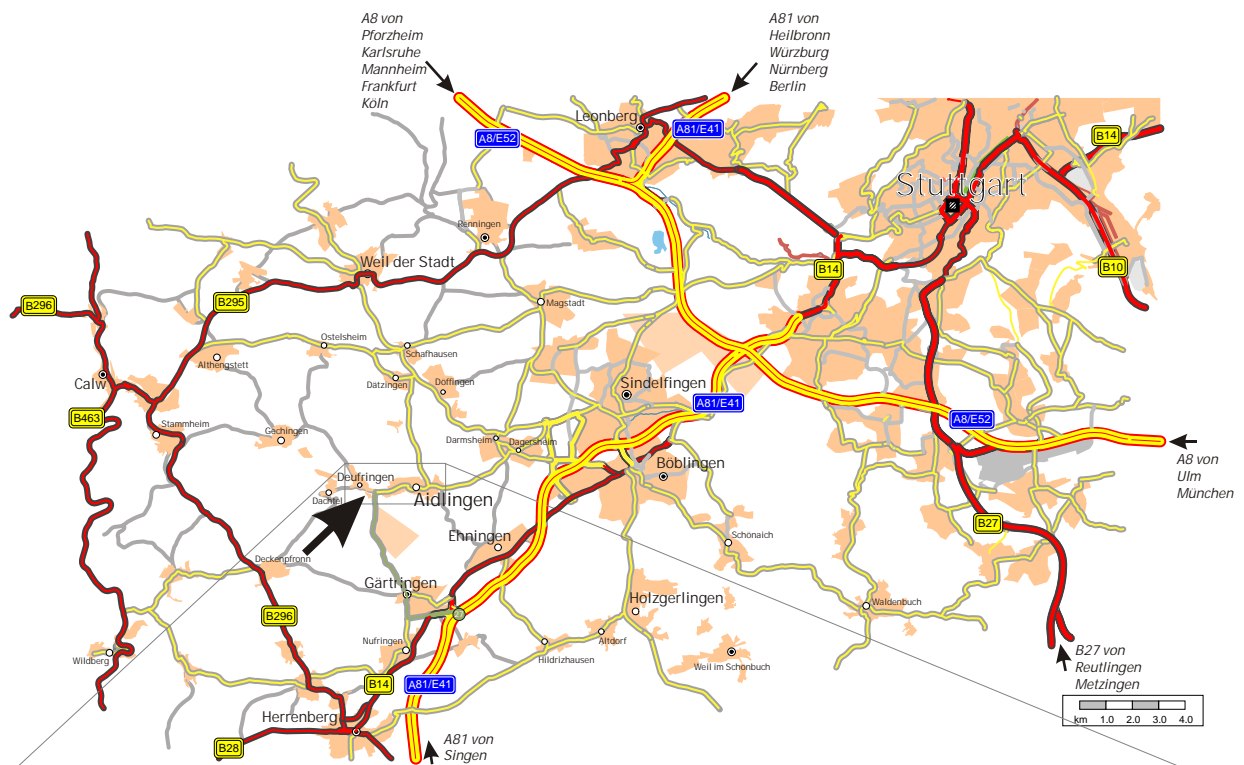 A8 von
Pforzheim
Karlsruhe
Mannheim
Frankfurt
Köln
A81 von
Heilbronn
Würzburg
Nürnberg
Berlin
Leonberg
A8/E52
A81/E41
B14
Stuttgart
Renningen
Weil der Stadt
B14
B10
B296
B295
Magstadt
Ostelsheim
Schafhausen
Althengstett
Dätzingen
Döffingen
Calw
Sindelfingen
A81/E41
B463
A8/E52
Stammheim
Gechingen
Darmsheim
Dagersheim
Böblingen
A8 von
Ulm
München
Deufringen
Dachtel
Aidlingen
B27
Ehningen
Schönaich
Deckenpfronn
Gärtringen
Holzgerlingen
Waldenbuch
B296
Nufringen
Altdorf
Hildrizhausen
Wildberg
Weil im Schönbuch
B27 von
Reutlingen
Metzingen
B14
A81/E41
Herrenberg
km 1.0 2.0 3.0 4.0
B28
A81 von
Singen